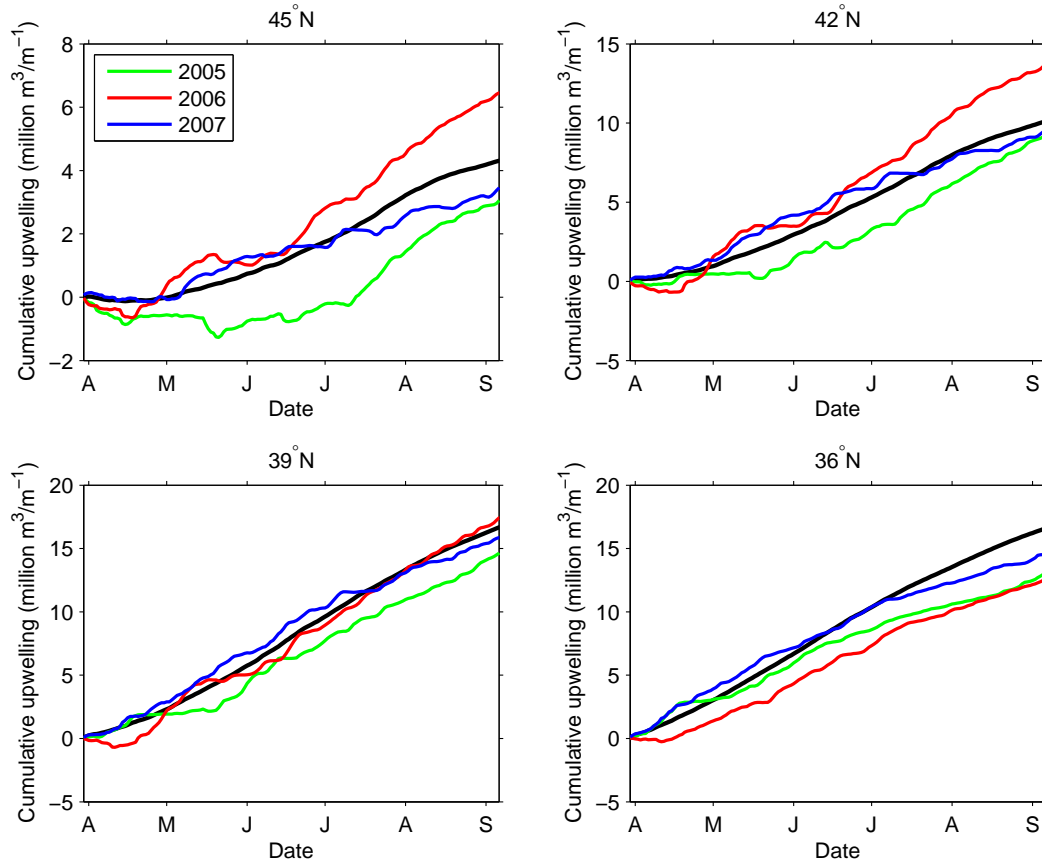 45°N
Cumulative upwelling (million m³/m⁻¹)
8
6
4
2
0
−2
2005
2006
2007
A M J J A S
Date
42°N
Cumulative upwelling (million m³/m⁻¹)
15
10
5
0
−5
A M J J A S
Date
39°N
Cumulative upwelling (million m³/m⁻¹)
20
15
10
5
0
−5
A M J J A S
Date
36°N
Cumulative upwelling (million m³/m⁻¹)
20
15
10
5
0
−5
A M J J A S
Date